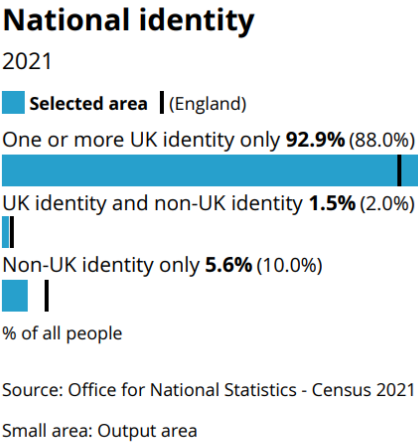 National identity
2021
Selected area (England)
One or more UK identity only 92.9% (88.0%)
UK identity and non-UK identity 1.5% (2.0%)
Non-UK identity only 5.6% (10.0%)
% of all people
Source: Office for National Statistics - Census 2021
Small area: Output area